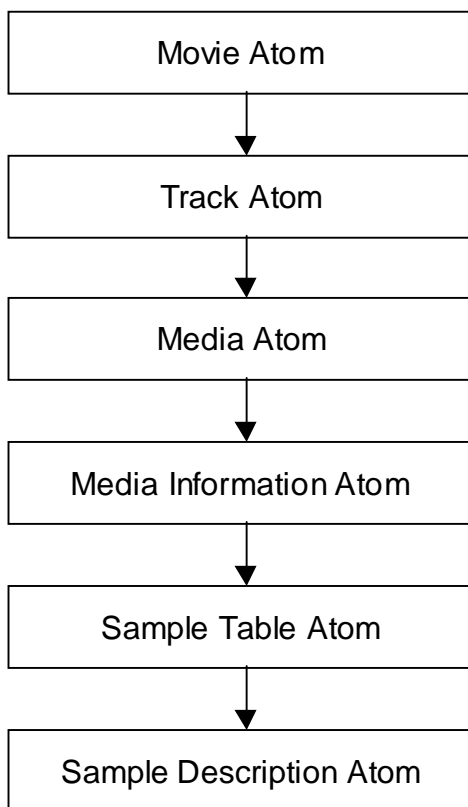 Movie Atom
Track Atom
Media Atom
Media Information Atom
Sample Table Atom
Sample Description Atom